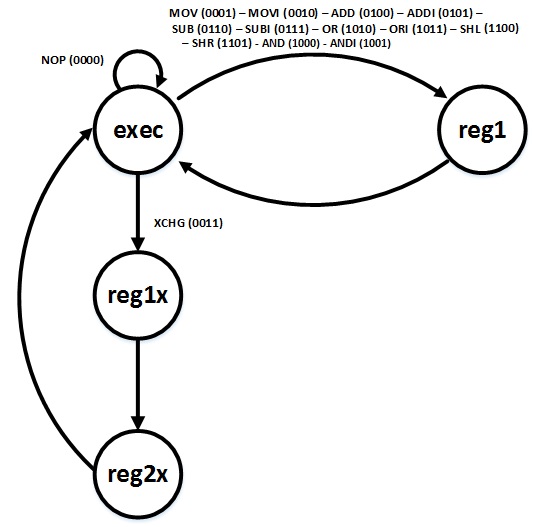 MOV (0001) – MOVI (0010) – ADD (0100) – ADDI (0101) –
SUB (0110) – SUBI (0111) – OR (1010) – ORI (1011) – SHL (1100)
– SHR (1101) - AND (1000) - ANDI (1001)
NOP (0000)
exec
reg1
XCHG (0011)
reg1x
reg2x